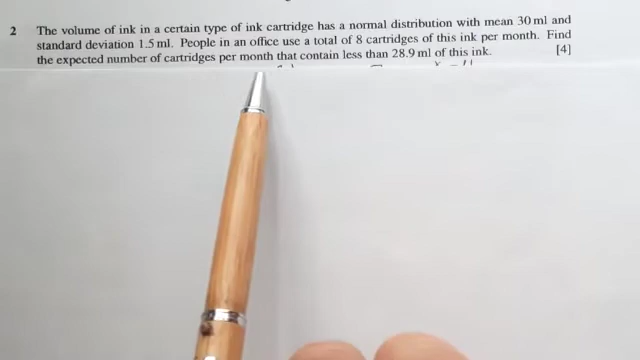 2 The volume of ink in a certain type of ink cartridge has a normal distribution with mean 30 ml and
standard deviation 1.5 ml. People in an office use a total of 8 cartridges of this ink per month. Find
the expected number of cartridges per month that contain less than 28.9 ml of this ink. [4]